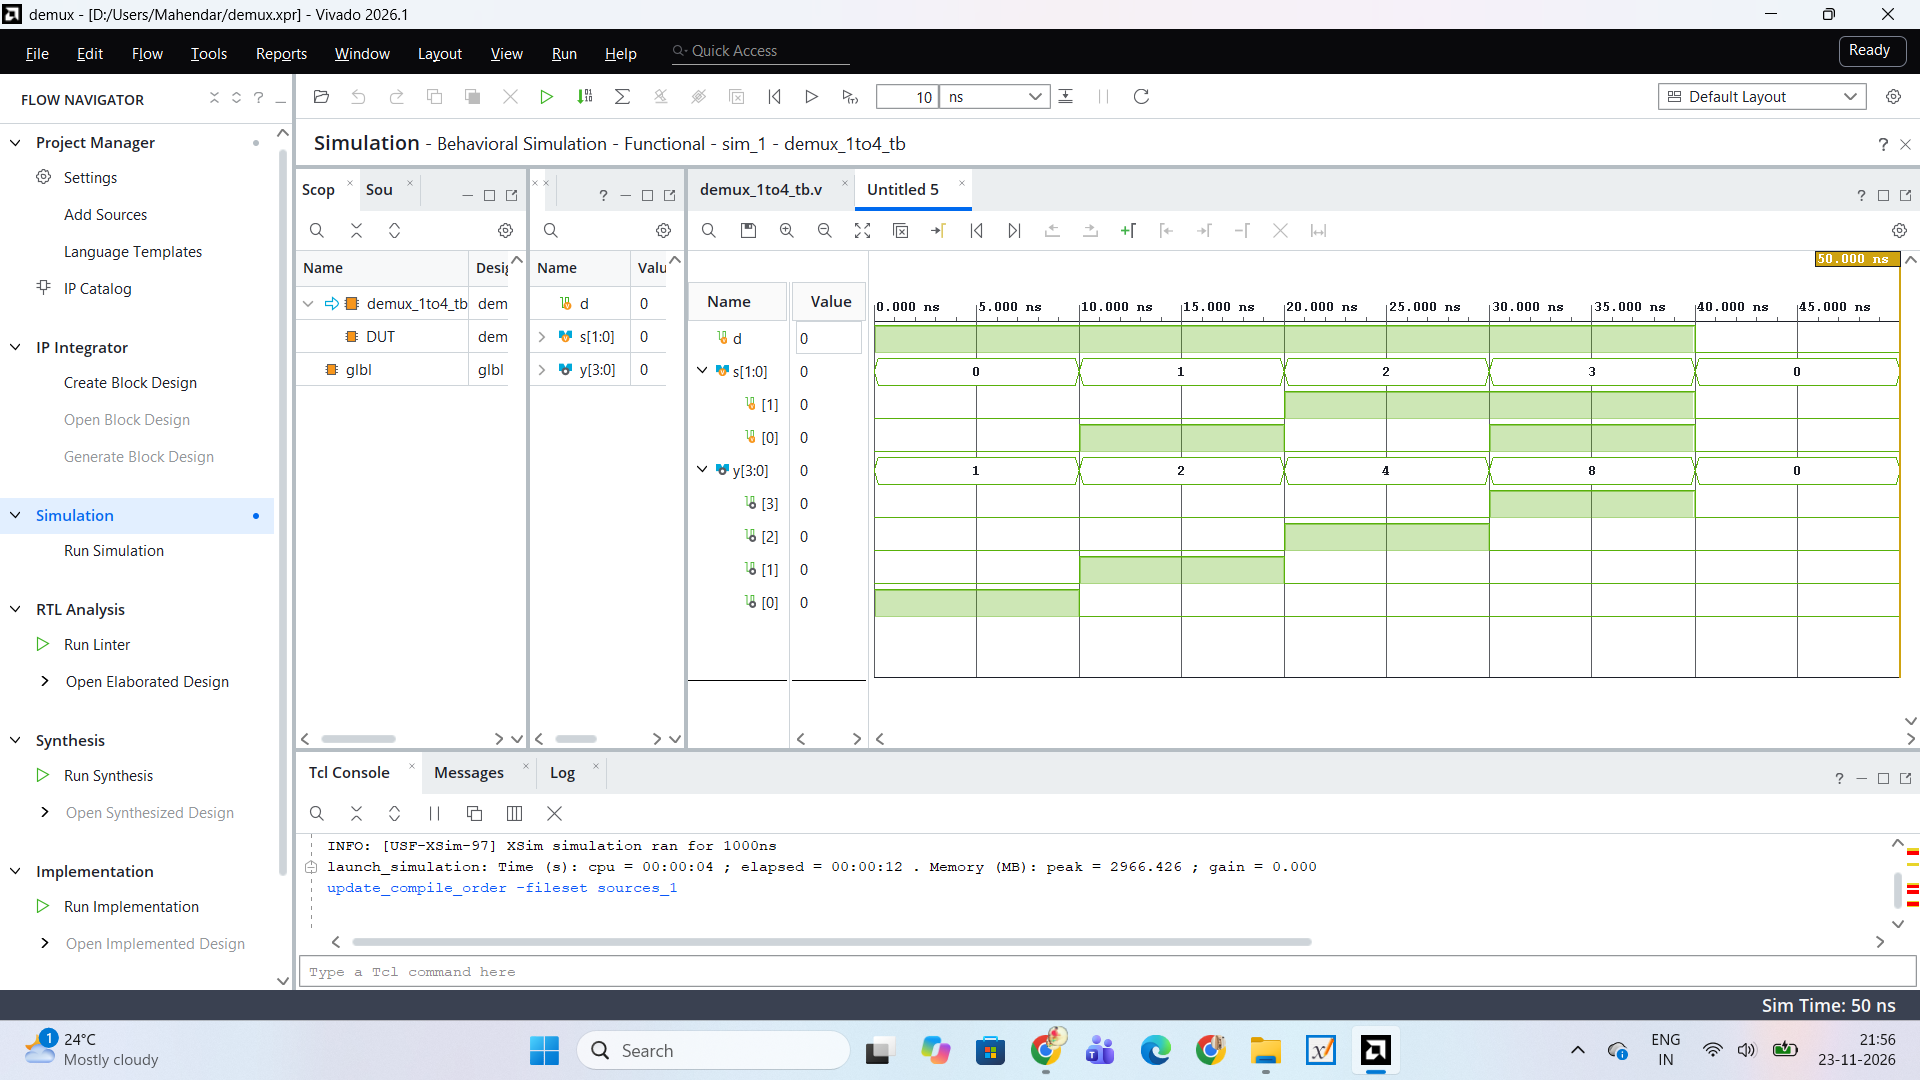 demux - [D:/Users/Mahendar/demux.xpr] - Vivado 2026.1
File Edit Flow Tools Reports Window Layout View Run Help Quick Access Ready
FLOW NAVIGATOR ? 10 ns Default Layout
Project Manager
Settings
Add Sources
Language Templates
IP Catalog
IP Integrator
Create Block Design
Open Block Design
Generate Block Design
Simulation
Run Simulation
RTL Analysis
Run Linter
Open Elaborated Design
Synthesis
Run Synthesis
Open Synthesized Design
Implementation
Run Implementation
Open Implemented Design
Simulation - Behavioral Simulation - Functional - sim_1 - demux_1to4_tb ?
Scop Sou
Name Desig
demux_1to4_tb dem
DUT dem
glbl glbl
?
Name Valu
d 0
s[1:0] 0
y[3:0] 0
demux_1to4_tb.v Untitled 5 ?
50.000 ns
Name Value 0.000 ns 5.000 ns 10.000 ns 15.000 ns 20.000 ns 25.000 ns 30.000 ns 35.000 ns 40.000 ns 45.000 ns
d 0
s[1:0] 0 0 1 2 3 0
[1] 0
[0] 0
y[3:0] 0 1 2 4 8 0
[3] 0
[2] 0
[1] 0
[0] 0
Tcl Console Messages Log ?
INFO: [USF-XSim-97] XSim simulation ran for 1000ns
launch_simulation: Time (s): cpu = 00:00:04 ; elapsed = 00:00:12 . Memory (MB): peak = 2966.426 ; gain = 0.000
update_compile_order -fileset sources_1
Type a Tcl command here
Sim Time: 50 ns
1 24°C
Mostly cloudy
Search
ENG
IN
21:56
23-11-2026